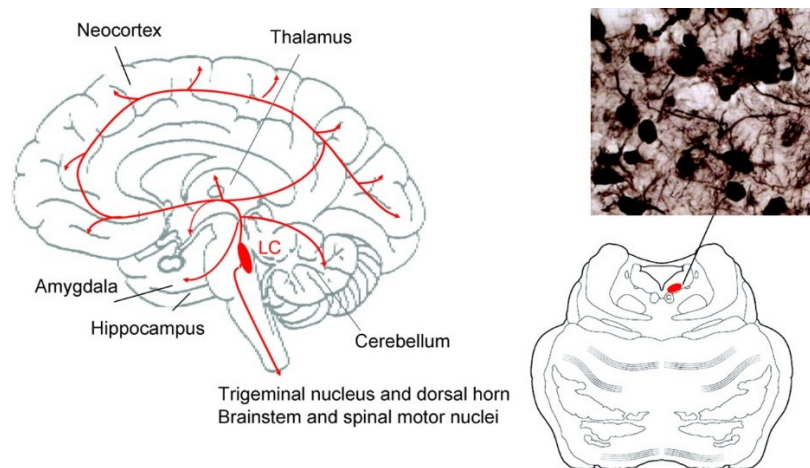 Neocortex
Thalamus
LC
Amygdala
Hippocampus
Cerebellum
Trigeminal nucleus and dorsal horn
Brainstem and spinal motor nuclei
C